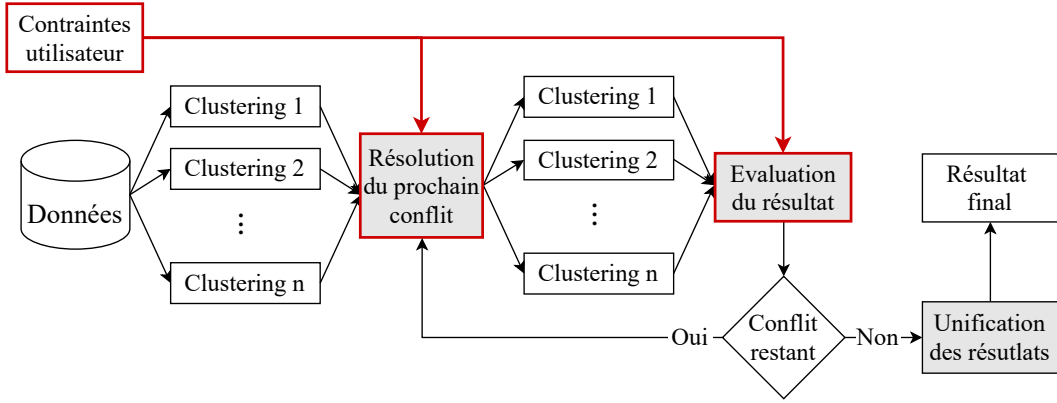 Contraintes
utilisateur
Données
Clustering 1
Clustering 2
⋮
Clustering n
Résolution
du prochain
conflit
Clustering 1
Clustering 2
⋮
Clustering n
Evaluation
du résultat
Conflit
restant
Oui
Non
Unification
des résutlats
Résultat
final